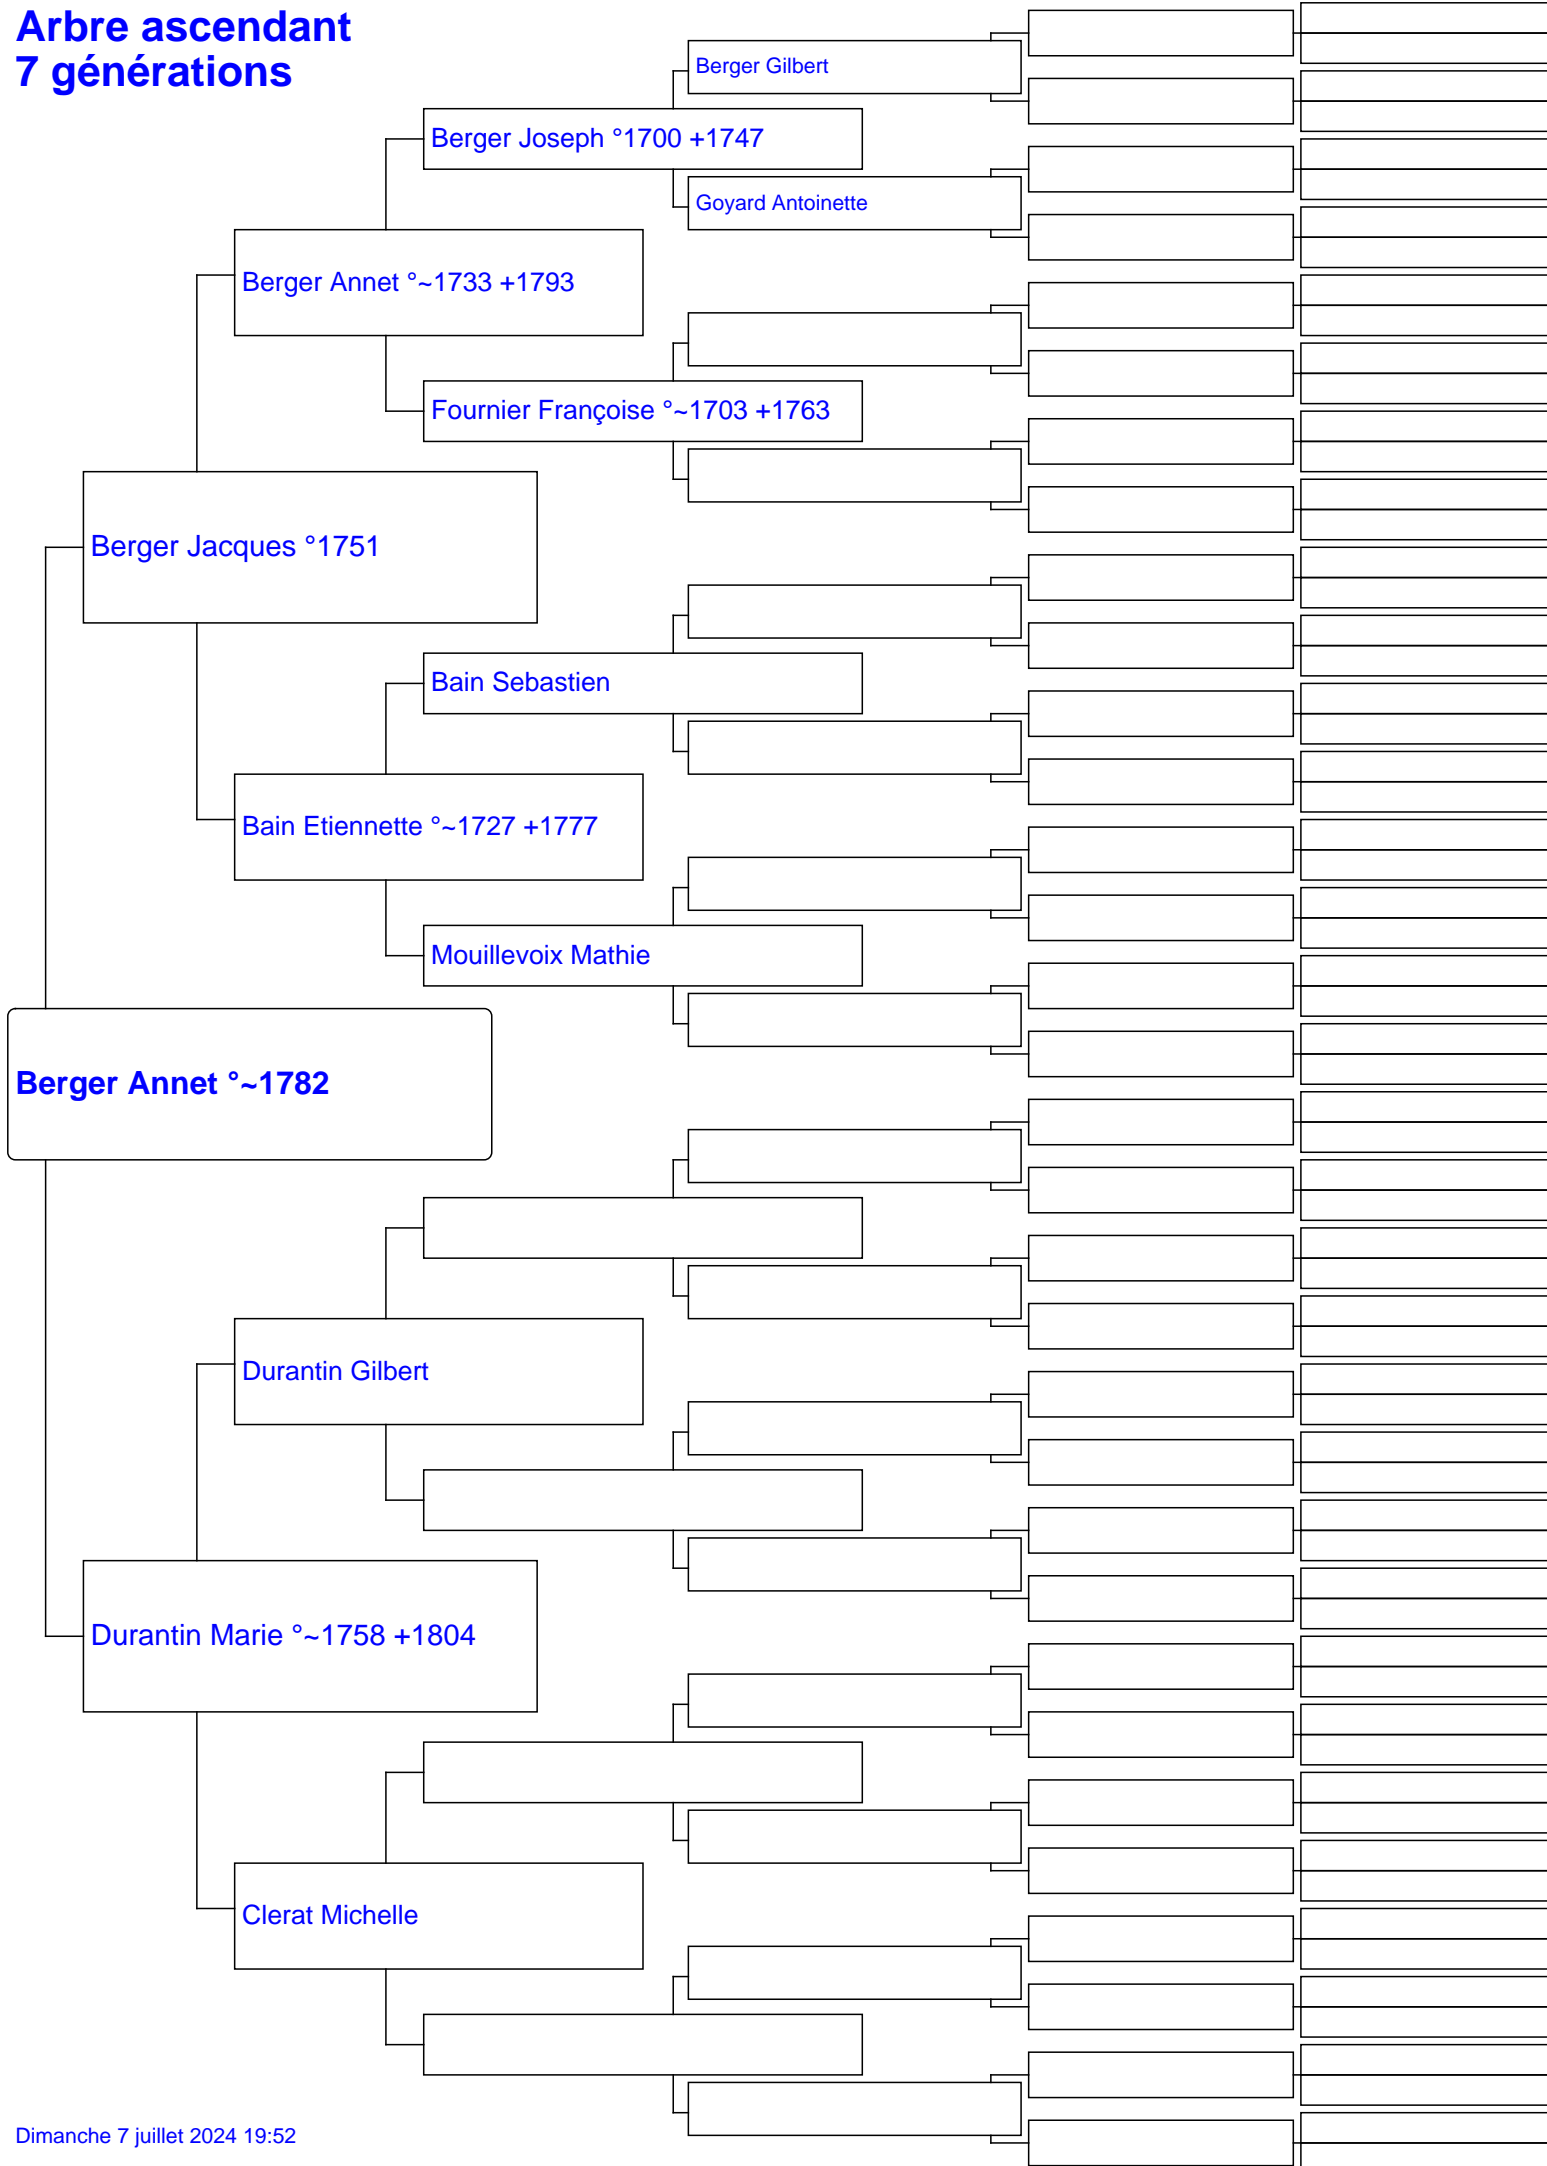 Arbre ascendant
7 générations
Berger Gilbert
Berger Joseph °1700 +1747
Goyard Antoinette
Berger Annet °~1733 +1793
Fournier Françoise °~1703 +1763
Berger Jacques °1751
Bain Sebastien
Bain Etiennette °~1727 +1777
Mouillevoix Mathie
Berger Annet °~1782
Durantin Gilbert
Durantin Marie °~1758 +1804
Clerat Michelle
Dimanche 7 juillet 2024 19:52